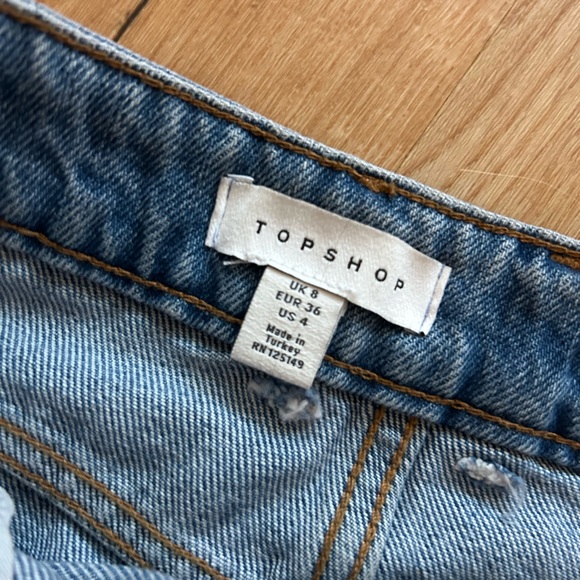 TOPSHOP
UK 8
EUR 36
US 4
Made in
Turkey
RN125149